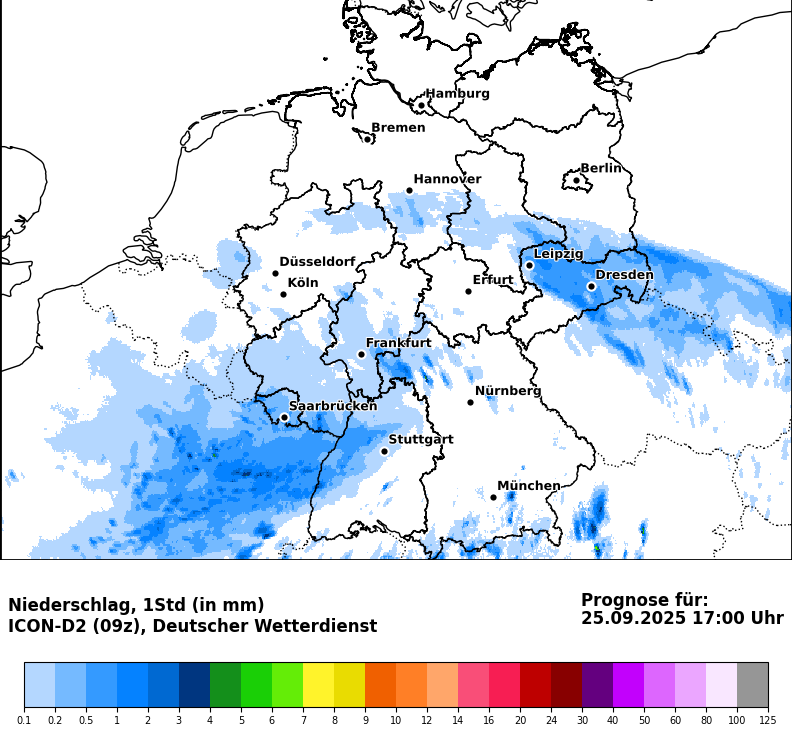 Hamburg
Bremen
Berlin
Hannover
Leipzig
Düsseldorf
Dresden
Köln
Erfurt
Frankfurt
Nürnberg
Saarbrücken
Stuttgart
München
Niederschlag, 1Std (in mm)
ICON-D2 (09z), Deutscher Wetterdienst
Prognose für:
25.09.2025 17:00 Uhr
0.1 0.2 0.5 1 2 3 4 5 6 7 8 9 10 12 14 16 20 24 30 40 50 60 80 100 125